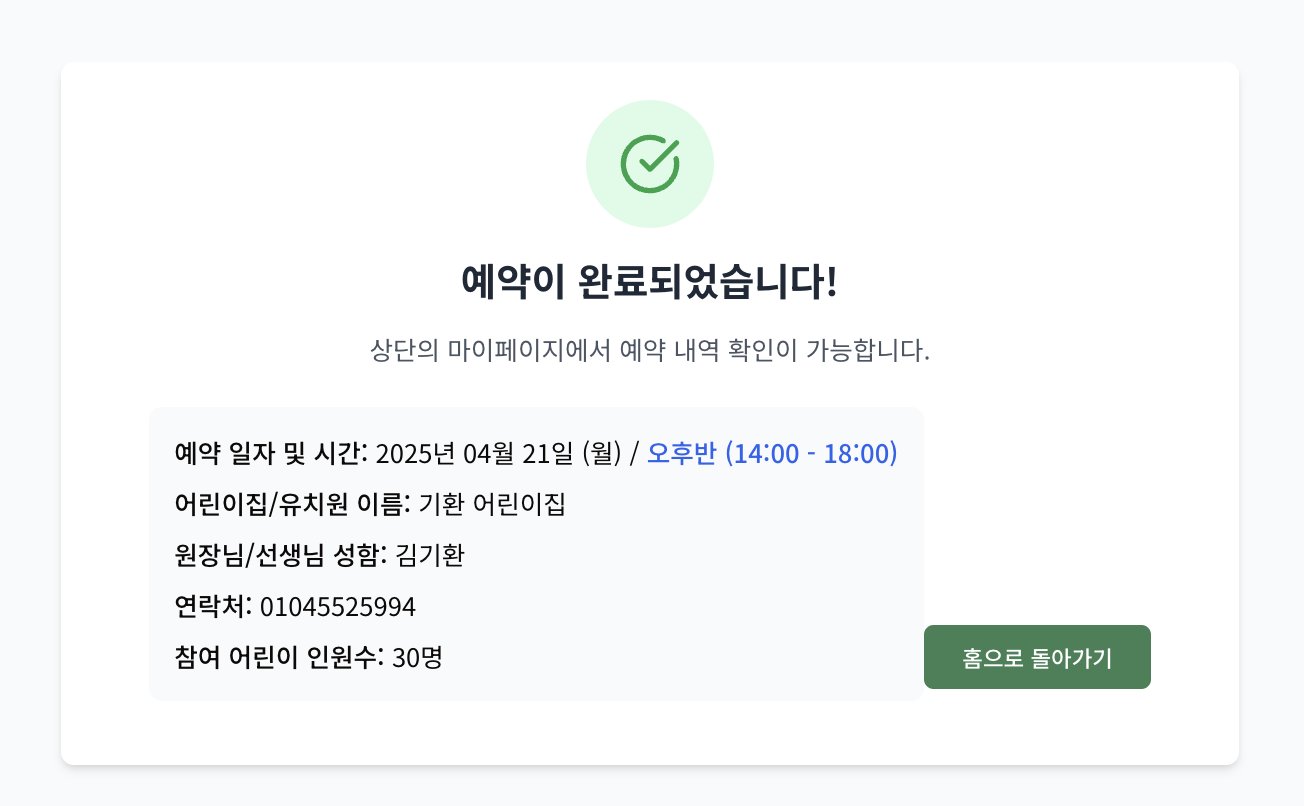 예약이 완료되었습니다!
상단의 마이페이지에서 예약 내역 확인이 가능합니다.
예약 일자 및 시간: 2025년 04월 21일 (월) / 오후반 (14:00 - 18:00)
어린이집/유치원 이름: 기환 어린이집
원장님/선생님 성함: 김기환
연락처: 01045525994
참여 어린이 인원수: 30명
홈으로 돌아가기